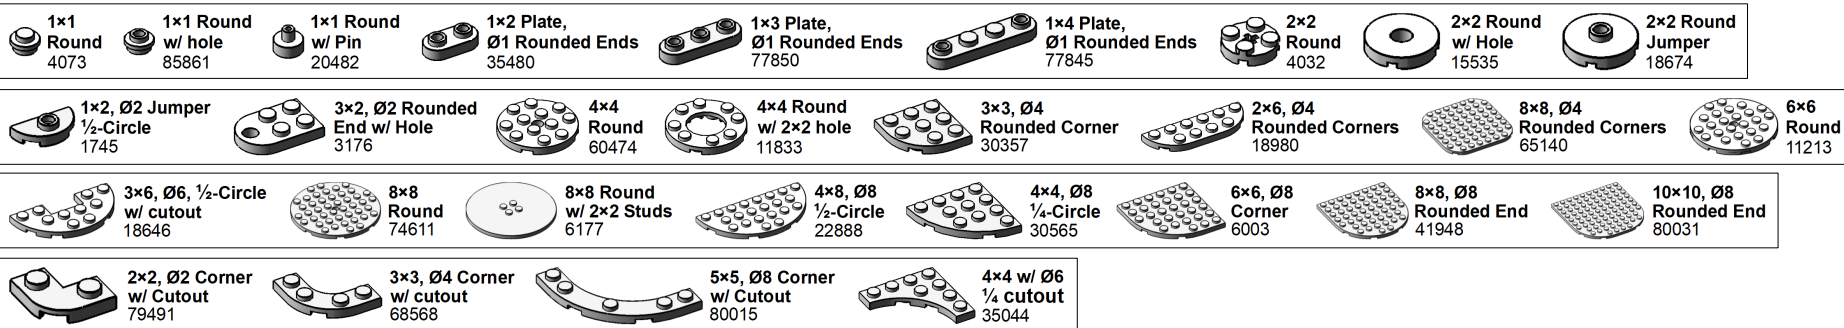 1×1
Round
4073
1×1 Round
w/ hole
85861
1×1 Round
w/ Pin
20482
1×2 Plate,
Ø1 Rounded Ends
35480
1×3 Plate,
Ø1 Rounded Ends
77850
1×4 Plate,
Ø1 Rounded Ends
77845
2×2
Round
4032
2×2 Round
w/ Hole
15535
2×2 Round
Jumper
18674
1×2, Ø2 Jumper
½-Circle
1745
3×2, Ø2 Rounded
End w/ Hole
3176
4×4
Round
60474
4×4 Round
w/ 2×2 hole
11833
3×3, Ø4
Rounded Corner
30357
2×6, Ø4
Rounded Corners
18980
8×8, Ø4
Rounded Corners
65140
6×6
Round
11213
3×6, Ø6, ½-Circle
w/ cutout
18646
8×8
Round
74611
8×8 Round
w/ 2×2 Studs
6177
4×8, Ø8
½-Circle
22888
4×4, Ø8
¼-Circle
30565
6×6, Ø8
Corner
6003
8×8, Ø8
Rounded End
41948
10×10, Ø8
Rounded End
80031
2×2, Ø2 Corner
w/ Cutout
79491
3×3, Ø4 Corner
w/ cutout
68568
5×5, Ø8 Corner
w/ Cutout
80015
4×4 w/ Ø6
¼ cutout
35044